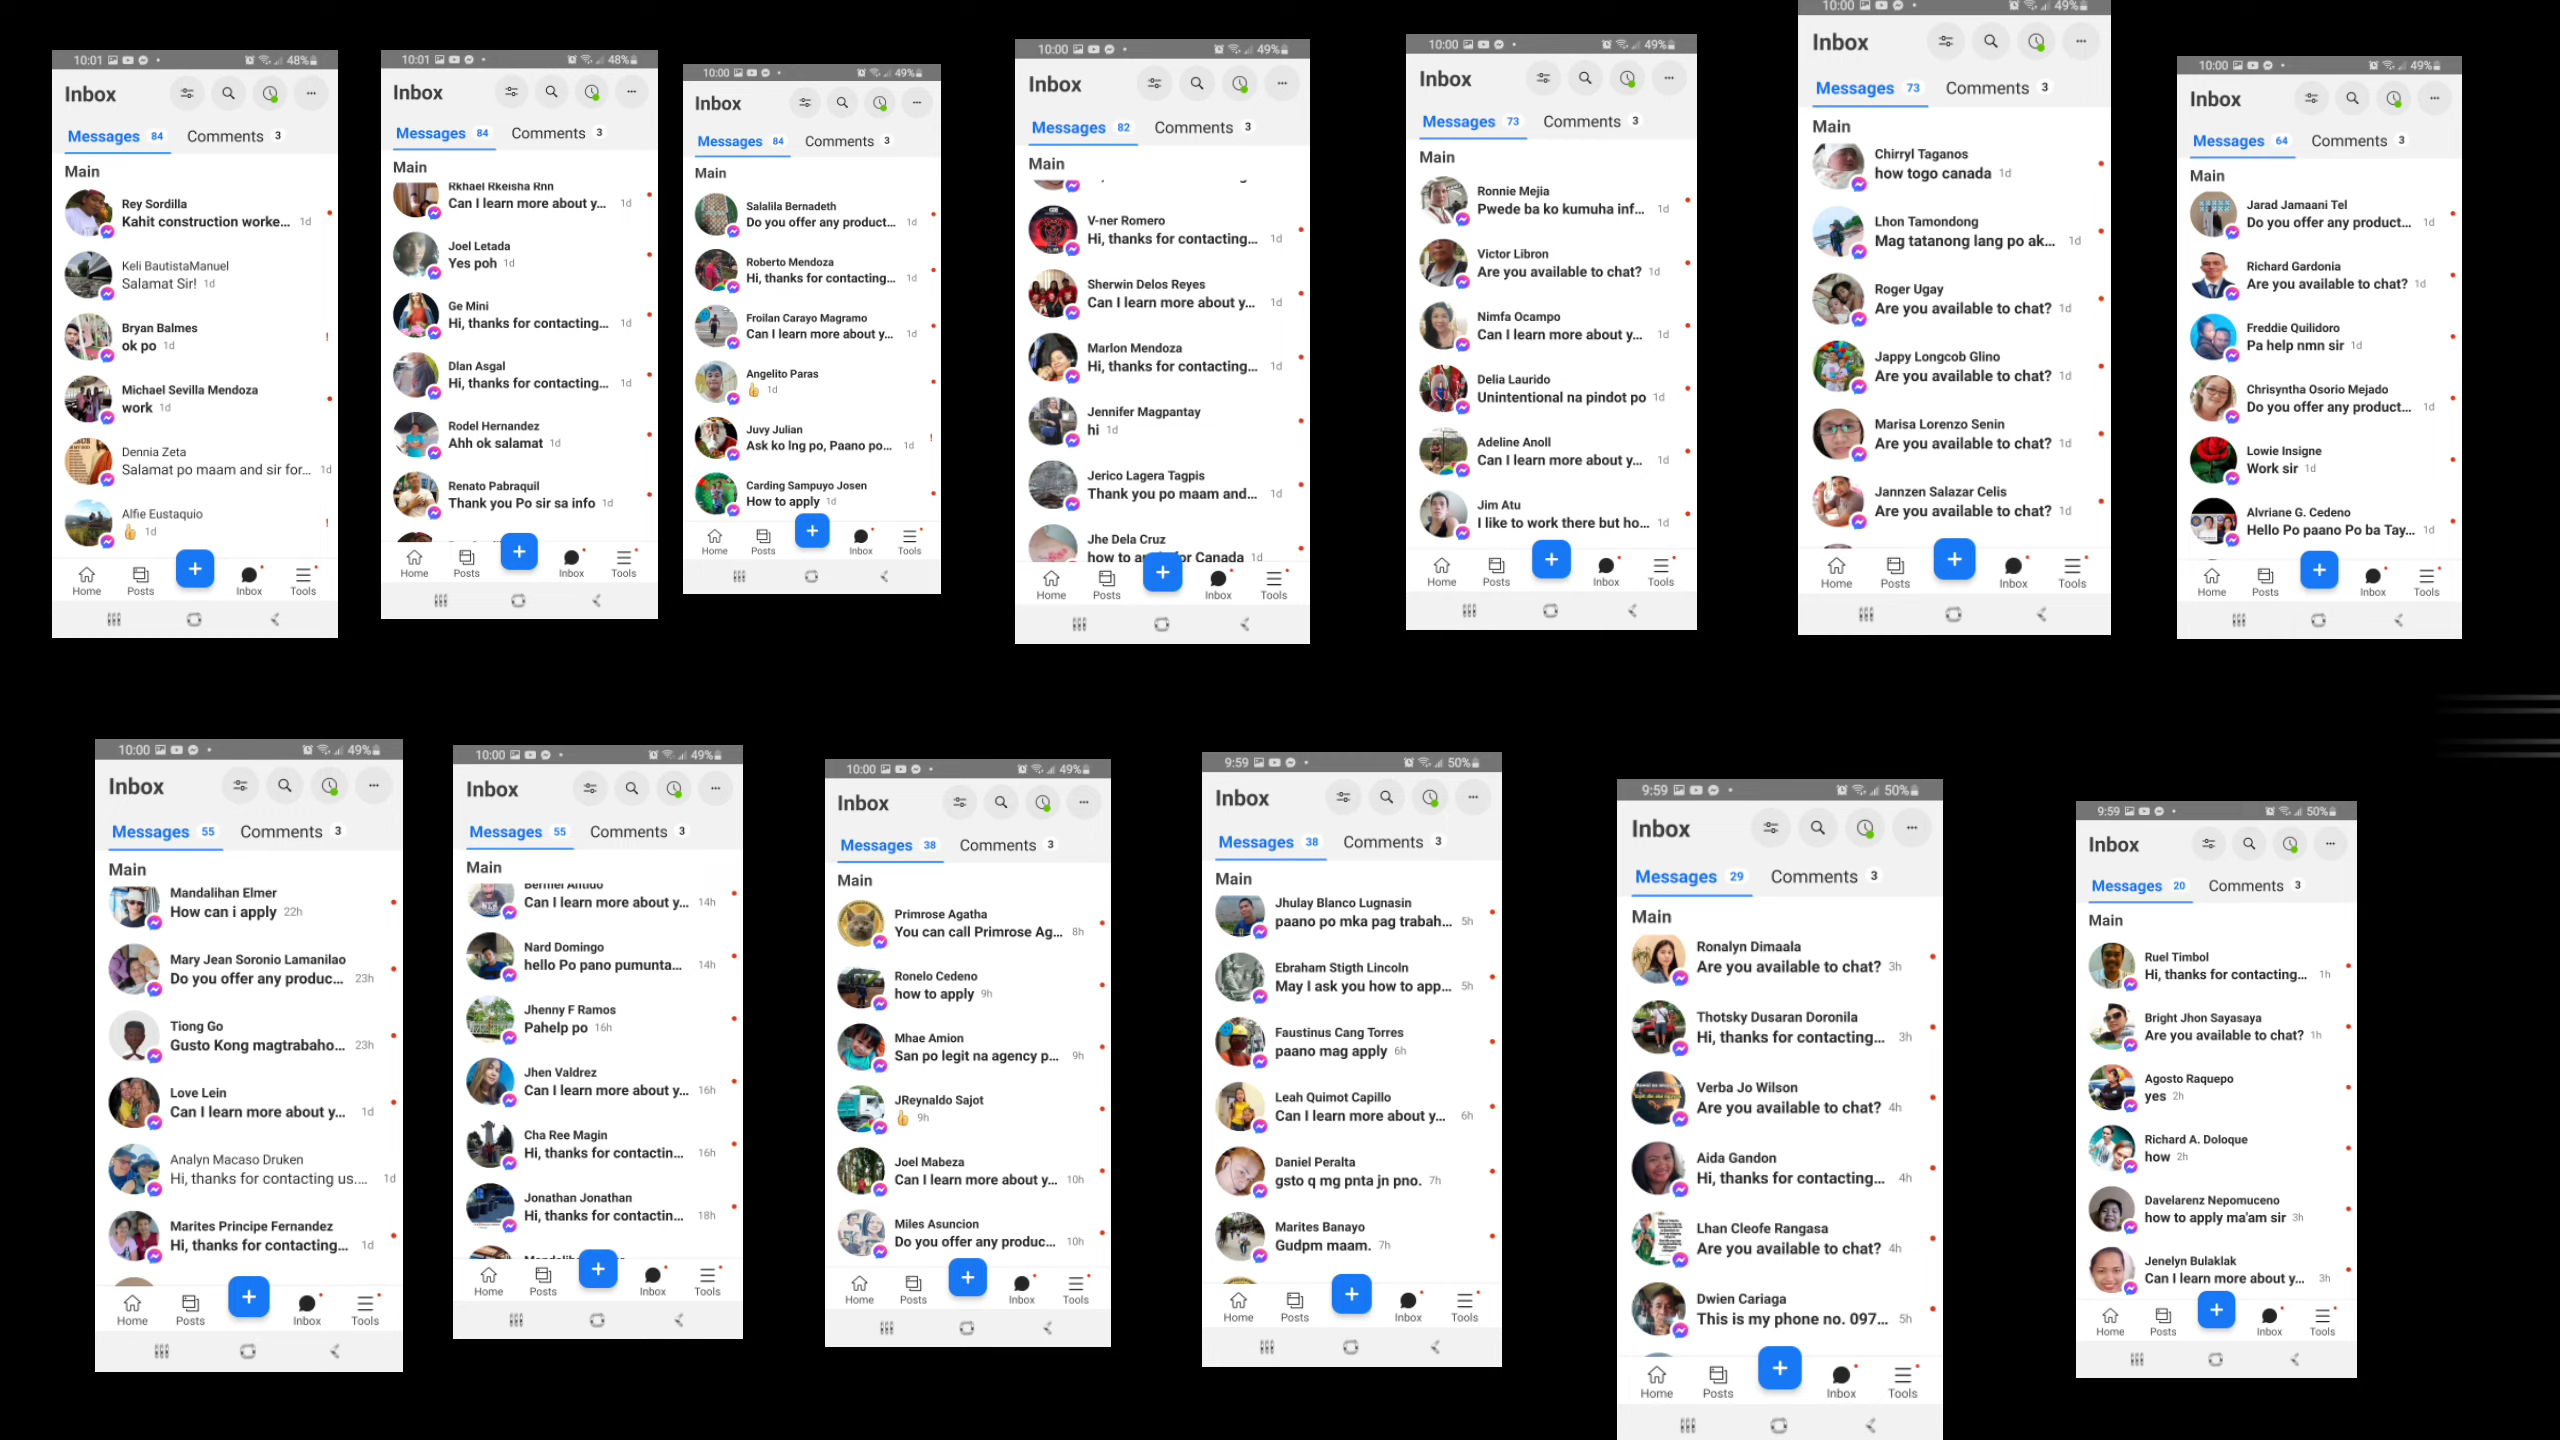 10:01 48%
Inbox
Messages 84 Comments 3
Main
Rey Sordilla
Kahit construction worke... 1d
Keli BautistaManuel
Salamat Sir! 1d
Bryan Balmes
ok po 1d
Michael Sevilla Mendoza
work 1d
Dennia Zeta
Salamat po maam and sir for... 1d
Alfie Eustaquio
👍 1d
Home Posts Inbox Tools
10:01 48%
Inbox
Messages 84 Comments 3
Main
Rkhael Rkeisha Rnn
Can I learn more about y... 1d
Joel Letada
Yes poh 1d
Ge Mini
Hi, thanks for contacting... 1d
Dlan Asgal
Hi, thanks for contacting... 1d
Rodel Hernandez
Ahh ok salamat 1d
Renato Pabraquil
Thank you Po sir sa info 1d
Home Posts Inbox Tools
10:00 49%
Inbox
Messages 84 Comments 3
Main
Salalila Bernadeth
Do you offer any product... 1d
Roberto Mendoza
Hi, thanks for contacting... 1d
Froilan Carayo Magramo
Can I learn more about y... 1d
Angelito Paras
👍 1d
Juvy Julian
Ask ko lng po, Paano po... 1d
Carding Sampuyo Josen
How to apply 1d
Home Posts Inbox Tools
10:00 49%
Inbox
Messages 82 Comments 3
Main
V-ner Romero
Hi, thanks for contacting... 1d
Sherwin Delos Reyes
Can I learn more about y... 1d
Marlon Mendoza
Hi, thanks for contacting... 1d
Jennifer Magpantay
hi 1d
Jerico Lagera Tagpis
Thank you po maam and... 1d
Jhe Dela Cruz
how to for Canada 1d
Home Posts Inbox Tools
10:00 49%
Inbox
Messages 73 Comments 3
Main
Ronnie Mejia
Pwede ba ko kumuha inf... 1d
Victor Libron
Are you available to chat? 1d
Nimfa Ocampo
Can I learn more about y... 1d
Delia Laurido
Unintentional na pindot po 1d
Adeline Anoll
Can I learn more about y... 1d
Jim Atu
I like to work there but ho... 1d
Home Posts Inbox Tools
10:00 49%
Inbox
Messages 73 Comments 3
Main
Chirryl Taganos
how togo canada 1d
Lhon Tamondong
Mag tatanong lang po ak... 1d
Roger Ugay
Are you available to chat? 1d
Jappy Longcob Glino
Are you available to chat? 1d
Marisa Lorenzo Senin
Are you available to chat? 1d
Jannzen Salazar Celis
Are you available to chat? 1d
Home Posts Inbox Tools
10:00 49%
Inbox
Messages 64 Comments 3
Main
Jarad Jamaani Tel
Do you offer any product... 1d
Richard Gardonia
Are you available to chat? 1d
Freddie Quilidoro
Pa help nmn sir 1d
Chrisyntha Osorio Mejado
Do you offer any product... 1d
Lowie Insigne
Work sir 1d
Alvriane G. Cedeno
Hello Po paano Po ba Tay... 1d
Home Posts Inbox Tools
10:00 49%
Inbox
Messages 55 Comments 3
Main
Mandalihan Elmer
How can i apply 22h
Mary Jean Soronio Lamanilao
Do you offer any produc... 23h
Tiong Go
Gusto Kong magtrabaho... 23h
Love Lein
Can I learn more about y... 1d
Analyn Macaso Druken
Hi, thanks for contacting us.... 1d
Marites Principe Fernandez
Hi, thanks for contacting... 1d
Home Posts Inbox Tools
10:00 49%
Inbox
Messages 55 Comments 3
Main
Can I learn more about y... 14h
Nard Domingo
hello Po pano pumunta... 14h
Jhenny F Ramos
Pahelp po 16h
Jhen Valdrez
Can I learn more about y... 16h
Cha Ree Magin
Hi, thanks for contactin... 16h
Jonathan Jonathan
Hi, thanks for contactin... 18h
Home Posts Inbox Tools
10:00 49%
Inbox
Messages 38 Comments 3
Main
Primrose Agatha
You can call Primrose Ag... 8h
Ronelo Cedeno
how to apply 9h
Mhae Amion
San po legit na agency p... 9h
JReynaldo Sajot
👍 9h
Joel Mabeza
Can I learn more about y... 10h
Miles Asuncion
Do you offer any produc... 10h
Home Posts Inbox Tools
9:59 50%
Inbox
Messages 38 Comments 3
Main
Jhulay Blanco Lugnasin
paano po mka pag trabah... 5h
Ebraham Stigth Lincoln
May I ask you how to app... 5h
Faustinus Cang Torres
paano mag apply 6h
Leah Quimot Capillo
Can I learn more about y... 6h
Daniel Peralta
gsto q mg pnta jn pno. 7h
Marites Banayo
Gudpm maam. 7h
Home Posts Inbox Tools
9:59 50%
Inbox
Messages 29 Comments 3
Main
Ronalyn Dimaala
Are you available to chat? 3h
Thotsky Dusaran Doronila
Hi, thanks for contacting... 3h
Verba Jo Wilson
Are you available to chat? 4h
Aida Gandon
Hi, thanks for contacting... 4h
Lhan Cleofe Rangasa
Are you available to chat? 4h
Dwien Cariaga
This is my phone no. 097... 5h
Home Posts Inbox Tools
9:59 50%
Inbox
Messages 20 Comments 3
Main
Ruel Timbol
Hi, thanks for contacting... 1h
Bright Jhon Sayasaya
Are you available to chat? 1h
Agosto Raquepo
yes 2h
Richard A. Doloque
how 2h
Davelarenz Nepomuceno
how to apply ma'am sir 3h
Jenelyn Bulaklak
Can I learn more about y... 3h
Home Posts Inbox Tools